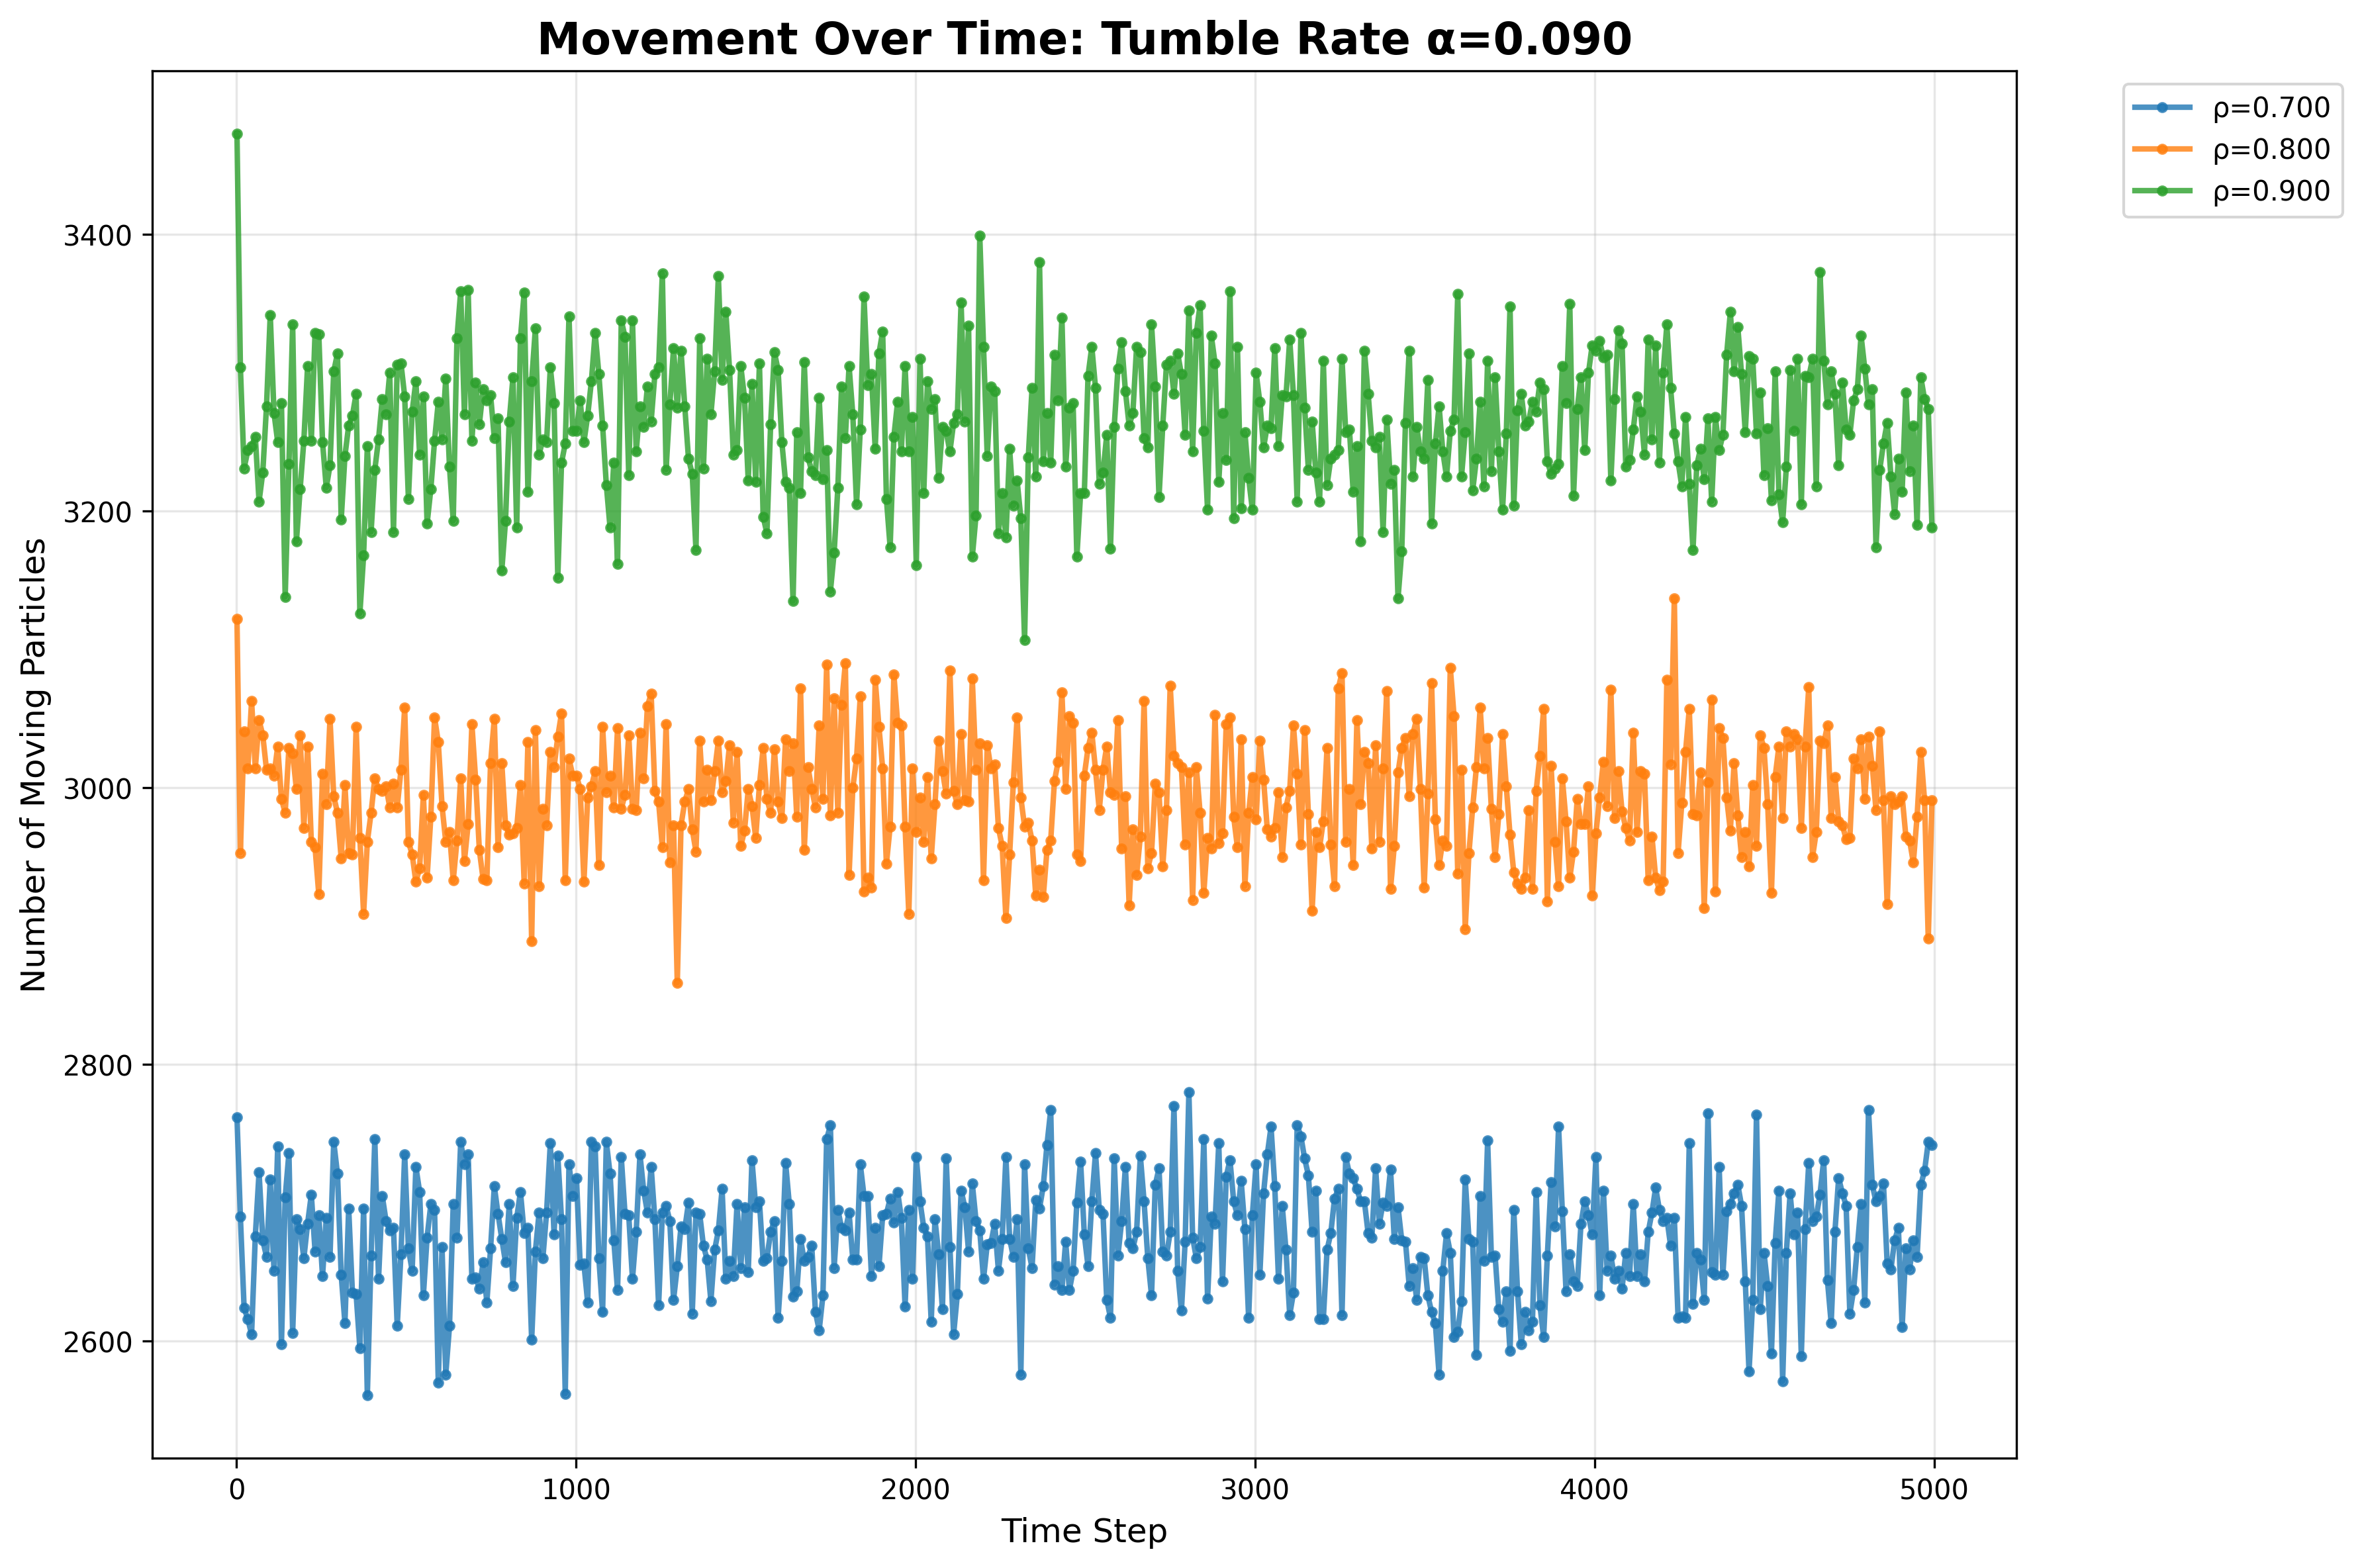 Movement Over Time: Tumble Rate α=0.090
ρ=0.700
ρ=0.800
ρ=0.900
Number of Moving Particles
3400
3200
3000
2800
2600
0 1000 2000 3000 4000 5000
Time Step